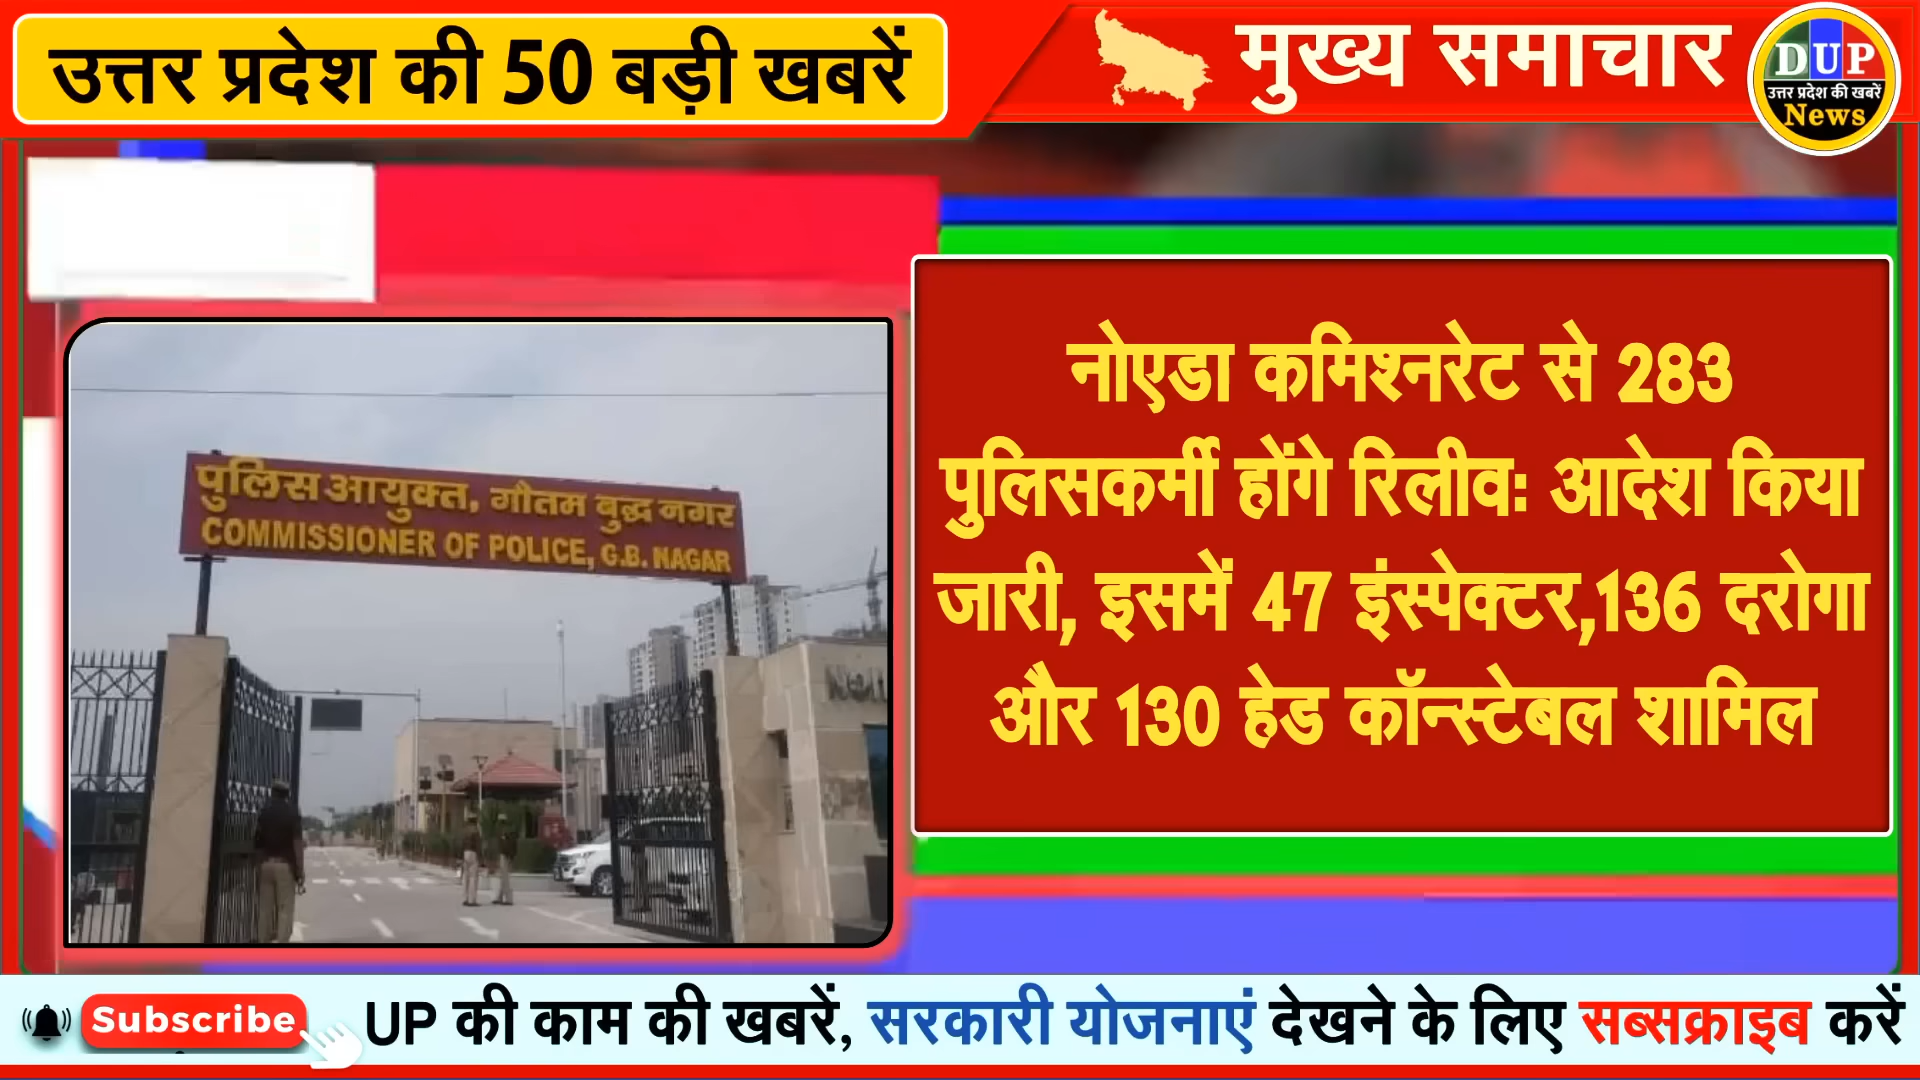 उत्तर प्रदेश की 50 बड़ी खबरें
मुख्य समाचार
DUP
उत्तर प्रदेश की खबरें
News
पुलिस आयुक्त, गौतम बुद्ध नगर
COMMISSIONER OF POLICE, G.B. NAGAR
नोएडा कमिश्नरेट से 283
पुलिसकर्मी होंगे रिलीवः आदेश किया
जारी, इसमें 47 इंस्पेक्टर,136 दरोगा
और 130 हेड कॉन्स्टेबल शामिल
Subscribe
UP की काम की खबरें, सरकारी योजनाएं देखने के लिए सब्सक्राइब करें